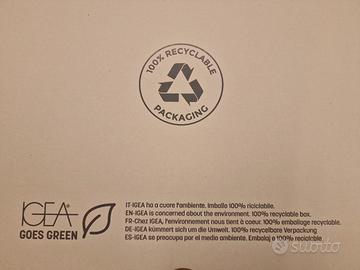 100% RECYCLABLE
PACKAGING
IGEA
GOES GREEN
IT-IGEA ha a cuore l'ambiente. Imballo 100% riciclabile.
EN-IGEA is concerned about the environment. 100% recyclable box.
FR-Chez IGEA, l'environnement nous tient à coeur. 100% emballage recyclable.
DE-IGEA kümmert sich um die Umwelt. 100% recycelbare Verpackung
ES-IGEA se preocupa por el medio ambiente. Embalaje 100% reciclable.
subito